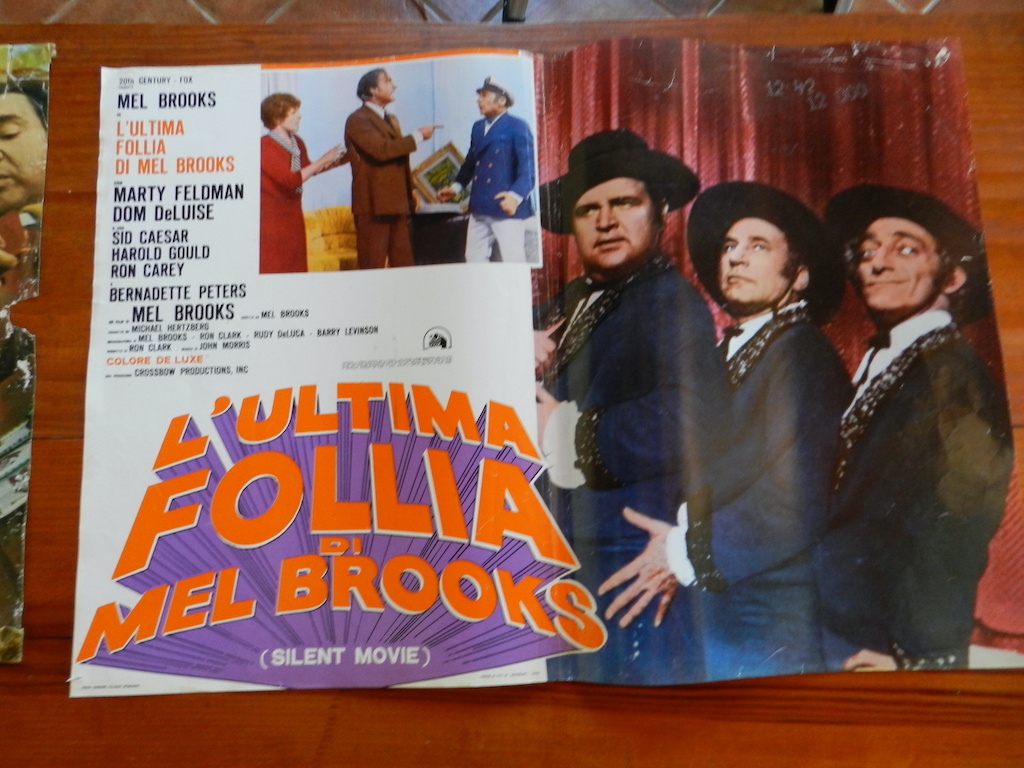 20th CENTURY - FOX
MEL BROOKS
L'ULTIMA
FOLLIA
DI MEL BROOKS
MARTY FELDMAN
DOM DeLUISE
SID CAESAR
HAROLD GOULD
RON CAREY
BERNADETTE PETERS
MEL BROOKS
MEL BROOKS
MICHAEL HERTZBERG
MEL BROOKS - RON CLARK - RUDY DeLUCA - BARRY LEVINSON
RON CLARK
JOHN MORRIS
COLORE DE LUXE
CROSSBOW PRODUCTIONS, INC
L'ULTIMA
FOLLIA
DI
MEL BROOKS
(SILENT MOVIE)
12 000